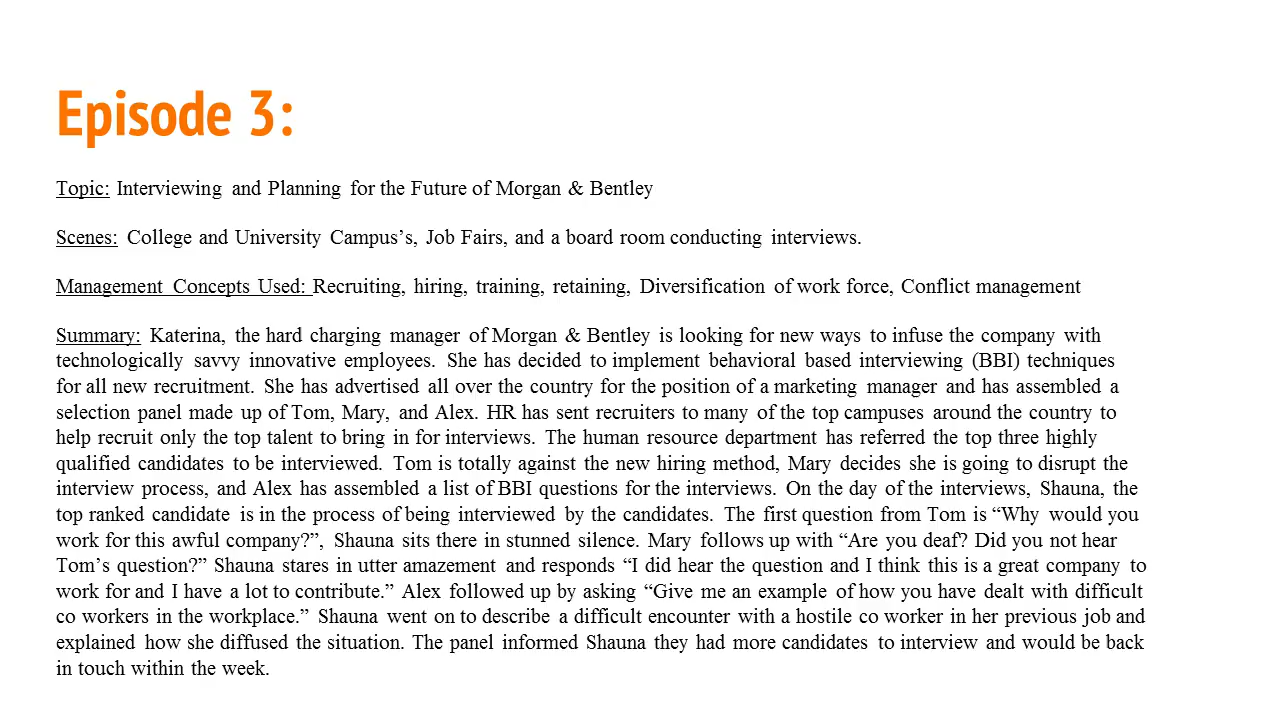 Episode 3:
Topic: Interviewing and Planning for the Future of Morgan & Bentley
Scenes: College and University Campus’s, Job Fairs, and a board room conducting interviews.
Management Concepts Used: Recruiting, hiring, training, retaining, Diversification of work force, Conflict management
Summary: Katerina, the hard charging manager of Morgan & Bentley is looking for new ways to infuse the company with
technologically savvy innovative employees. She has decided to implement behavioral based interviewing (BBI) techniques
for all new recruitment. She has advertised all over the country for the position of a marketing manager and has assembled a
selection panel made up of Tom, Mary, and Alex. HR has sent recruiters to many of the top campuses around the country to
help recruit only the top talent to bring in for interviews. The human resource department has referred the top three highly
qualified candidates to be interviewed. Tom is totally against the new hiring method, Mary decides she is going to disrupt the
interview process, and Alex has assembled a list of BBI questions for the interviews. On the day of the interviews, Shauna, the
top ranked candidate is in the process of being interviewed by the candidates. The first question from Tom is “Why would you
work for this awful company?”, Shauna sits there in stunned silence. Mary follows up with “Are you deaf? Did you not hear
Tom’s question?” Shauna stares in utter amazement and responds “I did hear the question and I think this is a great company to
work for and I have a lot to contribute.” Alex followed up by asking “Give me an example of how you have dealt with difficult
co workers in the workplace.” Shauna went on to describe a difficult encounter with a hostile co worker in her previous job and
explained how she diffused the situation. The panel informed Shauna they had more candidates to interview and would be back
in touch within the week.